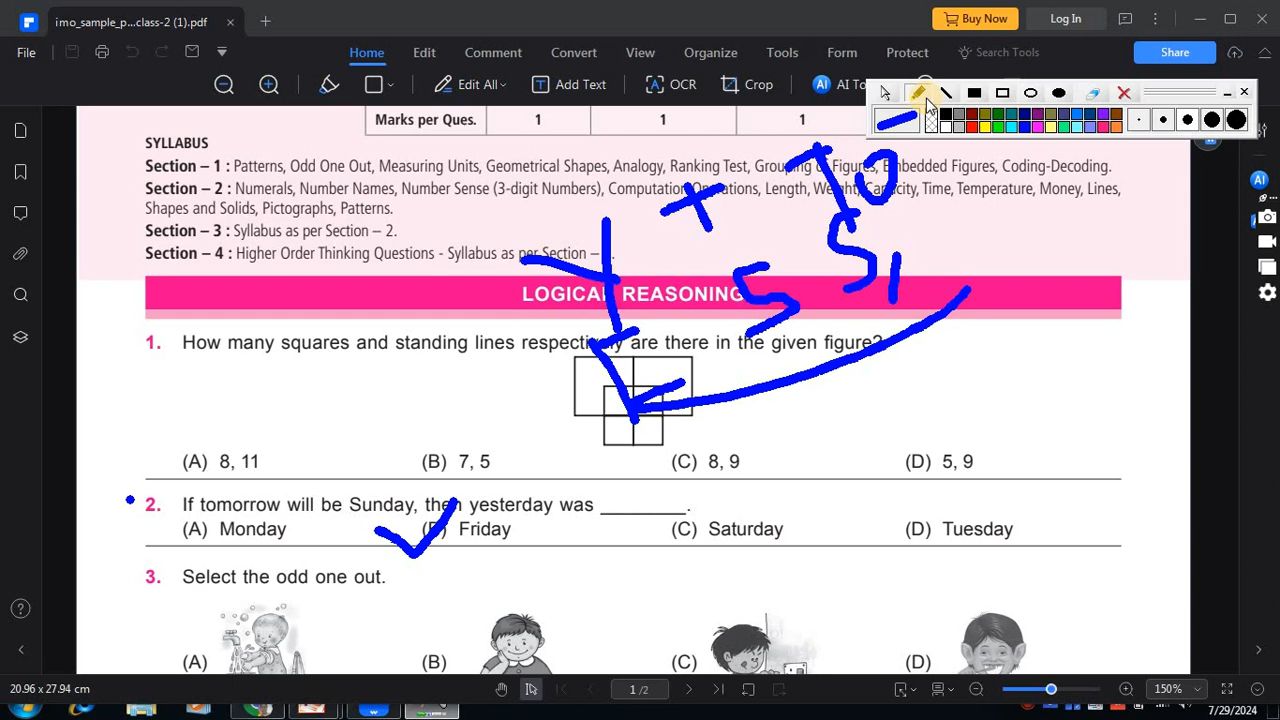 imo_sample_p...class-2 (1).pdf
Buy Now
Log In
File
Home
Edit
Comment
Convert
View
Organize
Tools
Form
Protect
Search Tools
Share
Edit All
Add Text
OCR
Crop
AI
Marks per Ques. 1 1 1
SYLLABUS
Section – 1 : Patterns, Odd One Out, Measuring Units, Geometrical Shapes, Analogy, Ranking Test, Grouping of Figures, Embedded Figures, Coding-Decoding.
Section – 2 : Numerals, Number Names, Number Sense (3-digit Numbers), Computation Operations, Length, Weight, Capacity, Time, Temperature, Money, Lines,
Shapes and Solids, Pictographs, Patterns.
Section – 3 : Syllabus as per Section – 2.
Section – 4 : Higher Order Thinking Questions - Syllabus as per Section –
LOGICAL REASONING
1. How many squares and standing lines respectively are there in the given figure?
(A) 8, 11 (B) 7, 5 (C) 8, 9 (D) 5, 9
2. If tomorrow will be Sunday, then yesterday was ________.
(A) Monday (B) Friday (C) Saturday (D) Tuesday
3. Select the odd one out.
(A) (B) (C) (D)
20.96 x 27.94 cm
1 /2
150%
7/29/2024